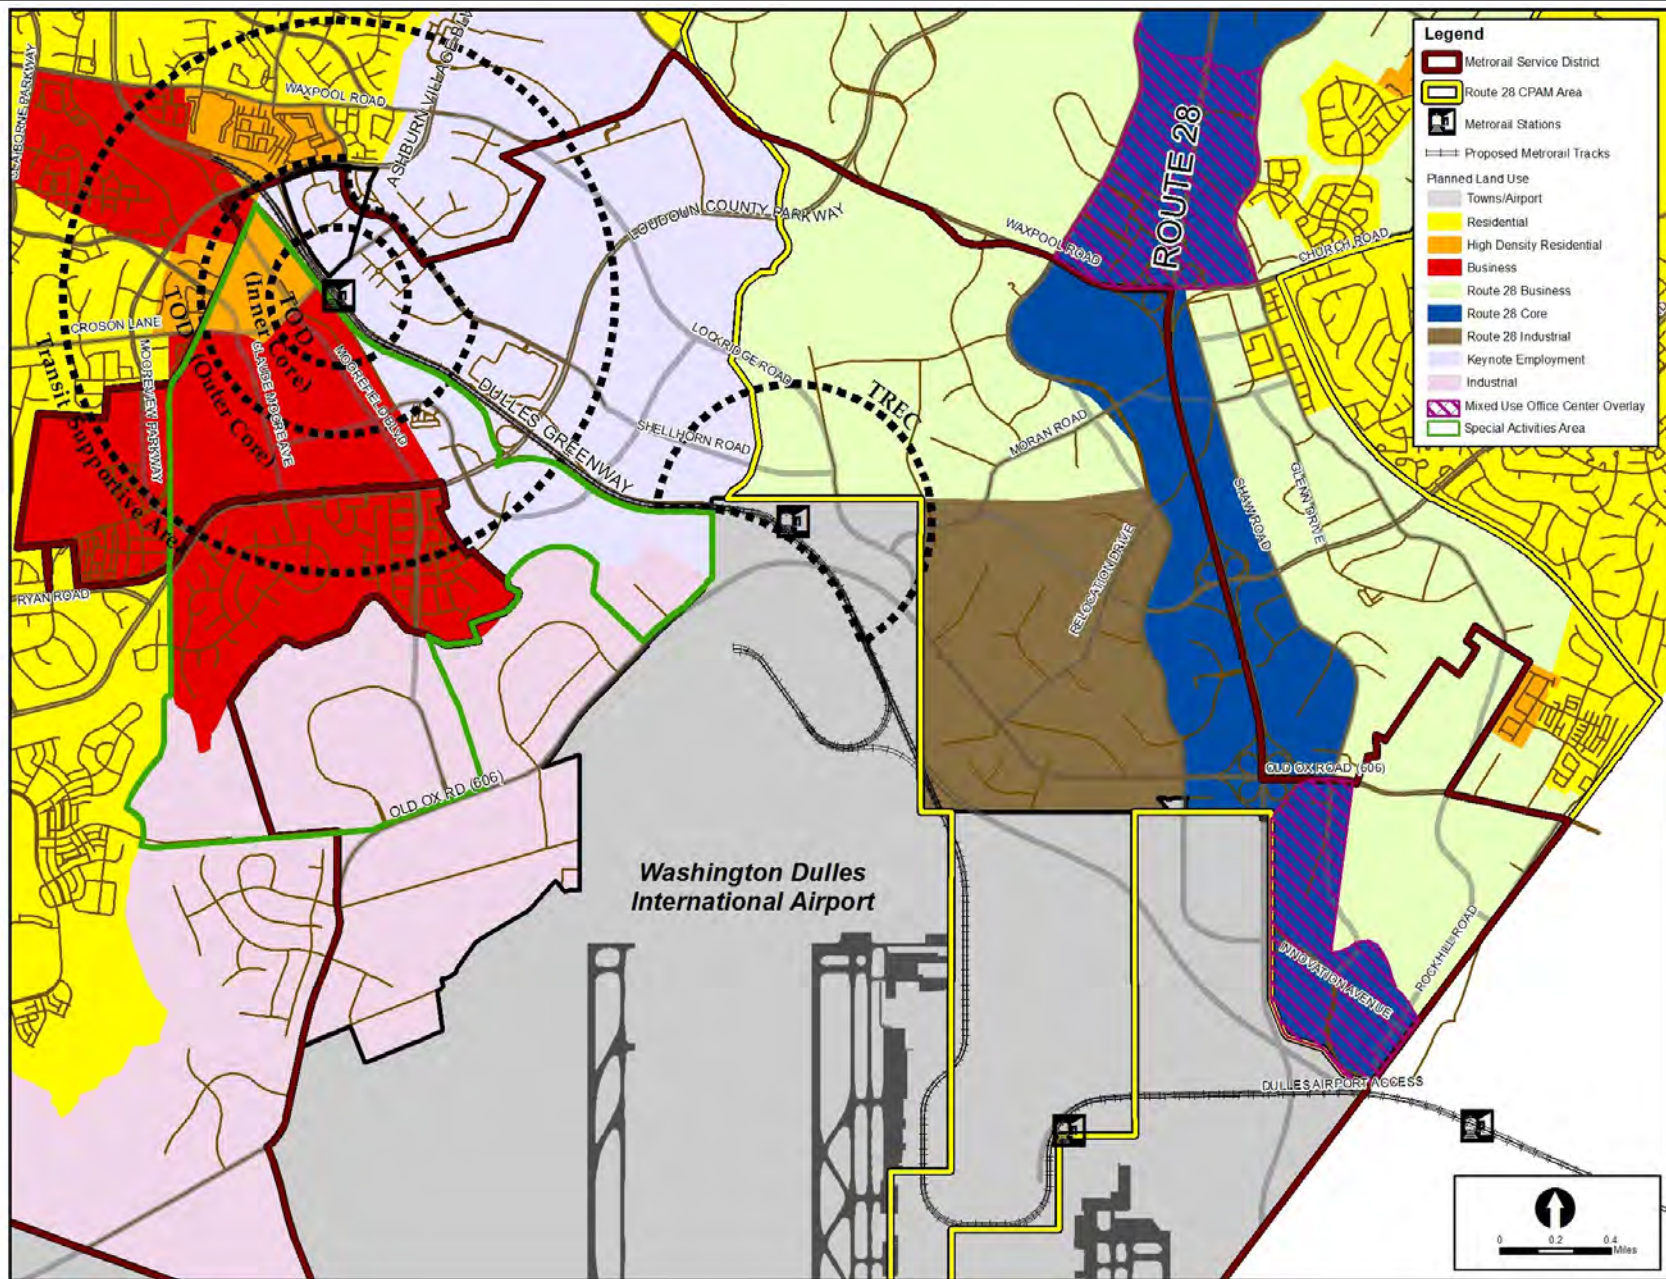 Legend
Metrorail Service District
Route 28 CPAM Area
Metrorail Stations
Proposed Metrorail Tracks
Planned Land Use
Towns/Airport
Residential
High Density Residential
Business
Route 28 Business
Route 28 Core
Route 28 Industrial
Keynote Employment
Industrial
Mixed Use Office Center Overlay
Special Activities Area
WAXPOOL ROAD
LOUDOUN COUNTY PARKWAY
WAXPOOL ROAD
ROUTE 28
CHURCH ROAD
CROSON LANE
MOOREVIEW PARKWAY
CLAUDE MOORE AVE
MOOREFIELD BLVD
TOD
(Inner Core)
TOD (Outer Core)
Transit Supportive
LOCKRIDGE ROAD
SHELLHORN ROAD
DULLES GREENWAY
TREC
MORAN ROAD
RELOCATION DRIVE
SHAW ROAD
GLENN DRIVE
RYAN ROAD
OLD OX RD (606)
OLD OX ROAD (606)
Washington Dulles
International Airport
INNOVATION AVENUE
ROCKHILL ROAD
DULLES AIRPORT ACCESS
0 0.2 0.4
Miles